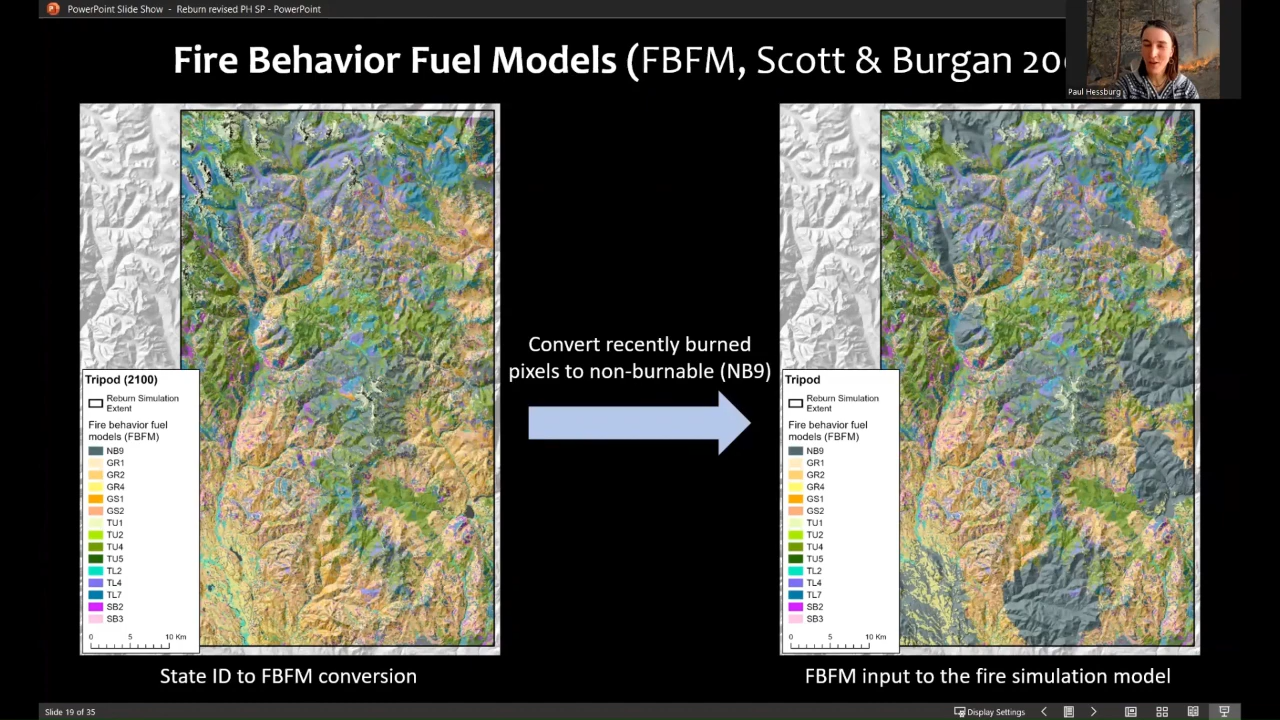 PowerPoint Slide Show - Reburn revised PH SP - PowerPoint
Fire Behavior Fuel Models (FBFM, Scott & Burgan
Paul Hessburg
Convert recently burned
pixels to non-burnable (NB9)
Tripod (2100)
Reburn Simulation
Extent
Fire behavior fuel
models (FBFM)
NB9
GR1
GR2
GR4
GS1
GS2
TU1
TU2
TU4
TU5
TL2
TL4
TL7
SB2
SB3
0 5 10 Km
Tripod
Reburn Simulation
Extent
Fire behavior fuel
models (FBFM)
NB9
GR1
GR2
GR4
GS1
GS2
TU1
TU2
TU4
TU5
TL2
TL4
TL7
SB2
SB3
0 5 10 Km
State ID to FBFM conversion
FBFM input to the fire simulation model
Slide 19 of 35
Display Settings